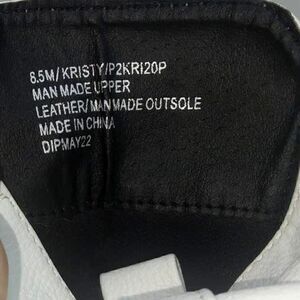 8.5M/KRISTY/P2KRI20P
MAN MADE UPPER
LEATHER/MAN MADE OUTSOLE
MADE IN CHINA
DIPMAY22